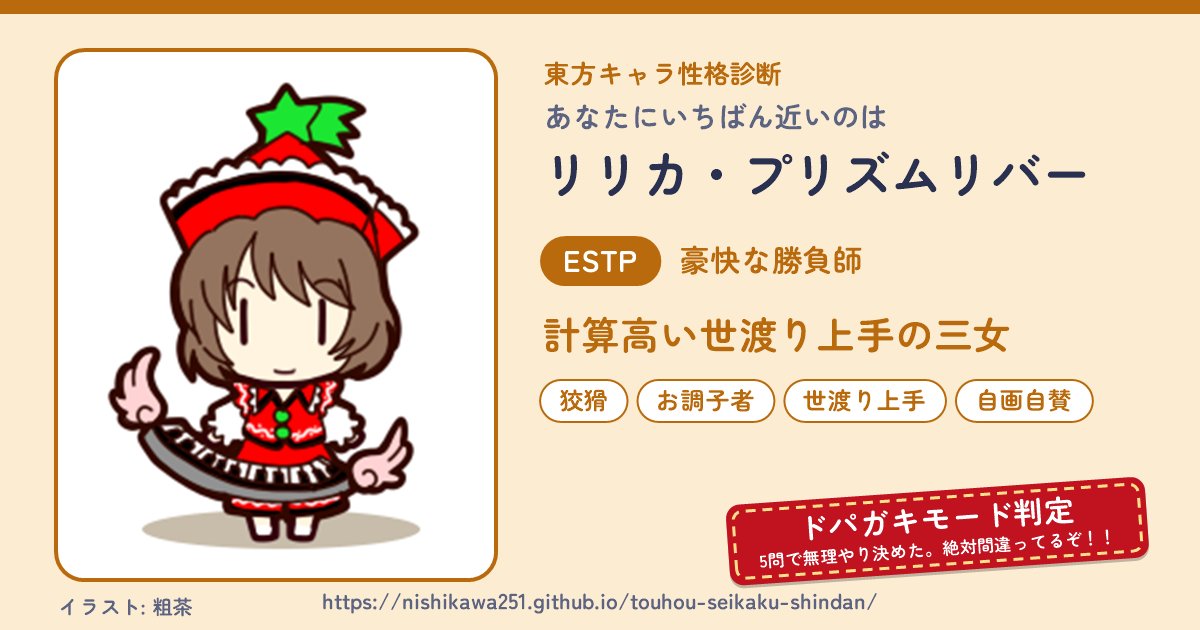 東方キャラ性格診断
あなたにいちばん近いのは
リリカ・プリズムリバー
ESTP 豪快な勝負師
計算高い世渡り上手の三女
狡猾 お調子者 世渡り上手 自画自賛
ドパガキモード判定
5問で無理やり決めた。絶対間違ってるぞ！！
イラスト: 粗茶
https://nishikawa251.github.io/touhou-seikaku-shindan/